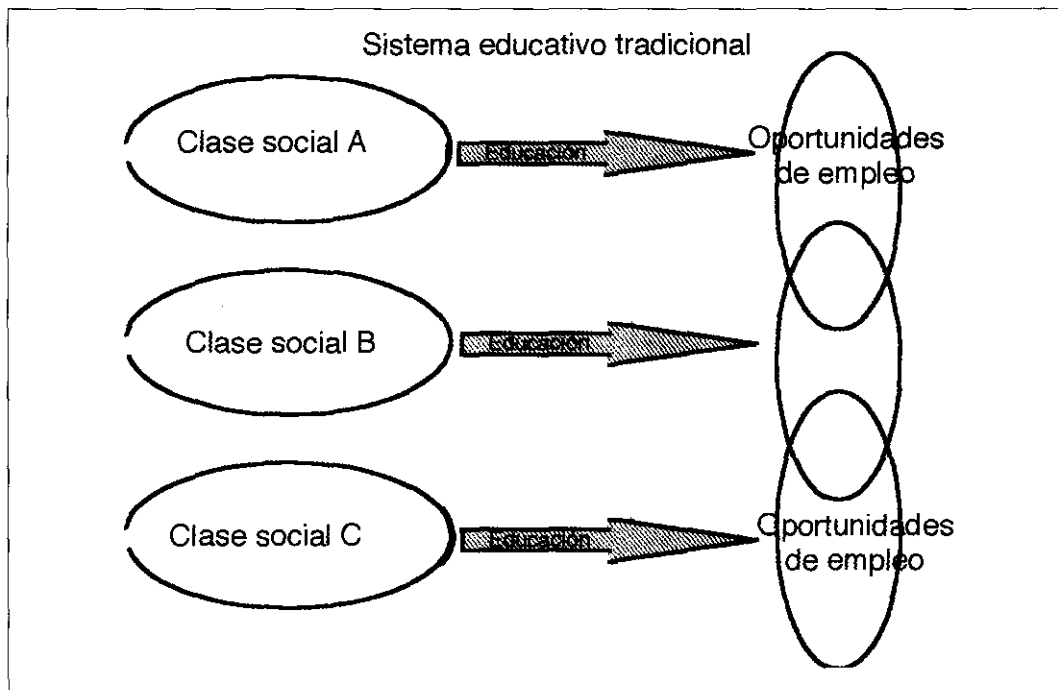 Sistema educativo tradicional
Clase social A
Educación
Oportunidades
de empleo
Clase social B
Educación
Clase social C
Educación
Oportunidades
de empleo